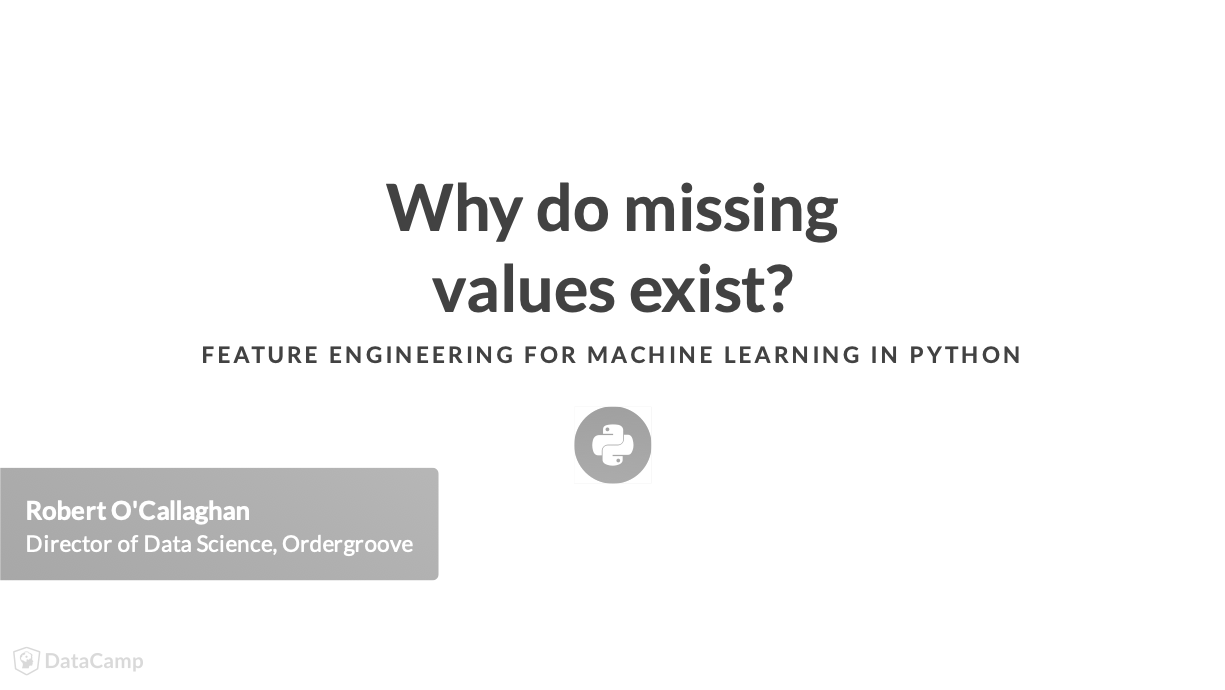 Why do missing
values exist?
FEATURE ENGINEERING FOR MACHINE LEARNING IN PYTHON
Robert O'Callaghan
Director of Data Science, Ordergroove
DataCamp